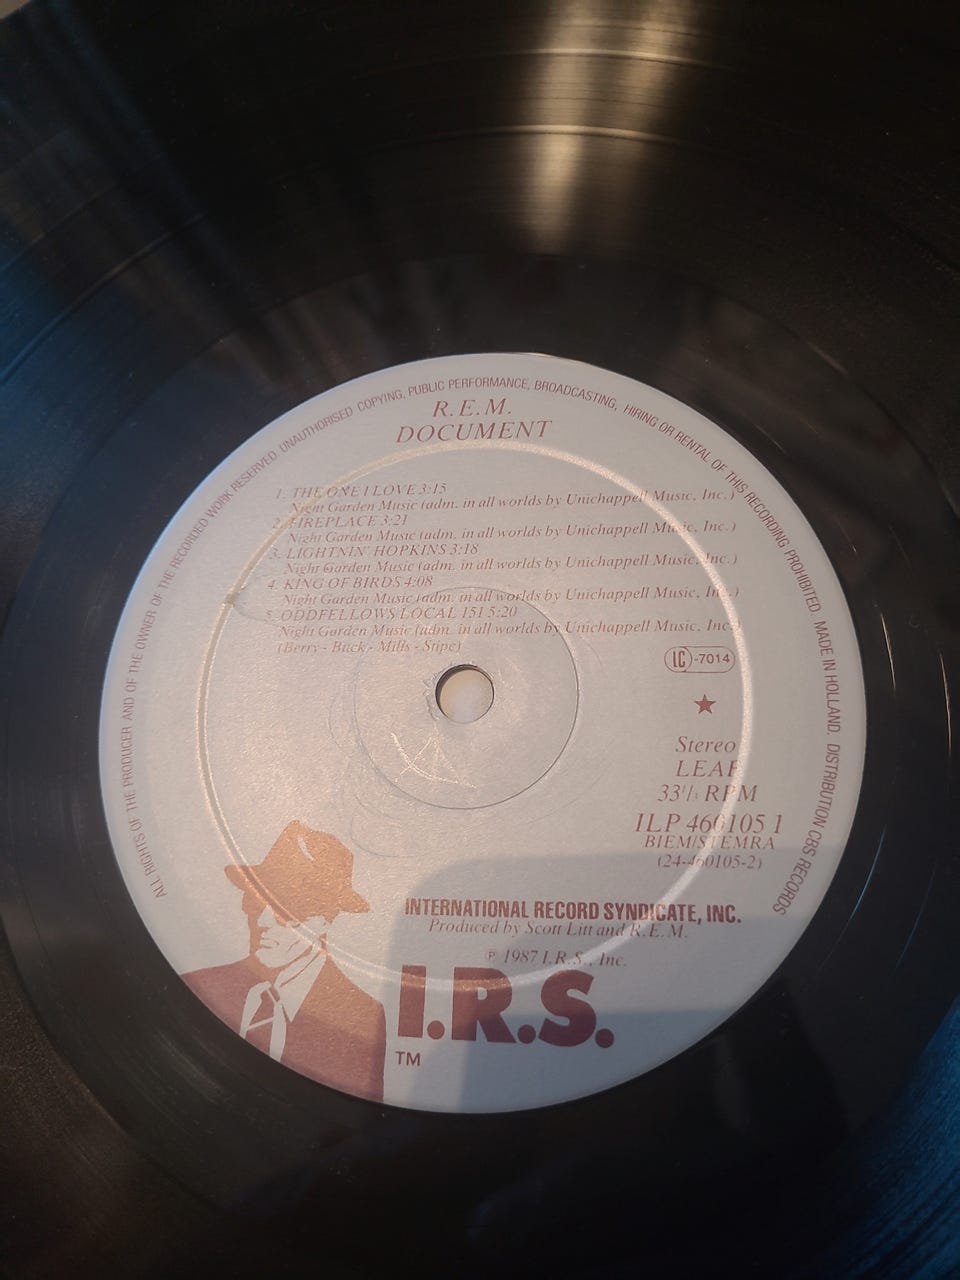 ALL RIGHTS OF THE PRODUCER AND OF THE OWNER OF THE RECORDED WORK RESERVED. UNAUTHORISED COPYING, PUBLIC PERFORMANCE, BROADCASTING, HIRING OR RENTAL OF THIS RECORDING PROHIBITED. MADE IN HOLLAND. DISTRIBUTION CBS RECORDS
R.E.M.
DOCUMENT
1. THE ONE I LOVE 3:15
Night Garden Music (adm. in all worlds by Unichappell Music, Inc.)
2. FIREPLACE 3:21
Night Garden Music (adm. in all worlds by Unichappell Music, Inc.)
3. LIGHTNIN' HOPKINS 3:18
Night Garden Music (adm. in all worlds by Unichappell Music, Inc.)
4. KING OF BIRDS 4:08
Night Garden Music (adm. in all worlds by Unichappell Music, Inc.)
5. ODDFELLOWS LOCAL 151 5:20
Night Garden Music (adm. in all worlds by Unichappell Music, Inc.)
(Berry - Buck - Mills - Stipe)
LC-7014
Stereo
LEAF
33 1/3 RPM
ILP 460105 1
BIEM/STEMRA
(24-460105-2)
INTERNATIONAL RECORD SYNDICATE, INC.
Produced by Scott Litt and R.E.M.
℗ 1987 I.R.S., Inc.
I.R.S.
TM